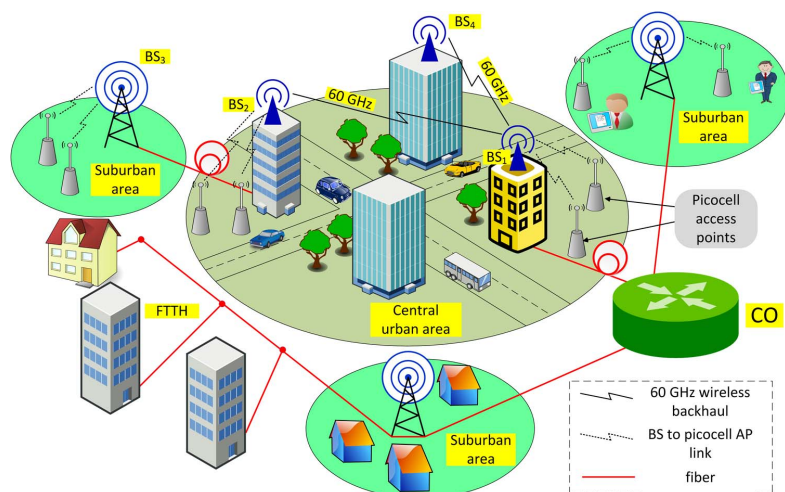 BS4
BS3
60 GHz
60 GHz
BS2
BS1
Suburban
area
Suburban
area
Picocell
access
points
FTTH
Central
urban area
CO
Suburban
area
60 GHz wireless
backhaul
BS to picocell AP
link
fiber